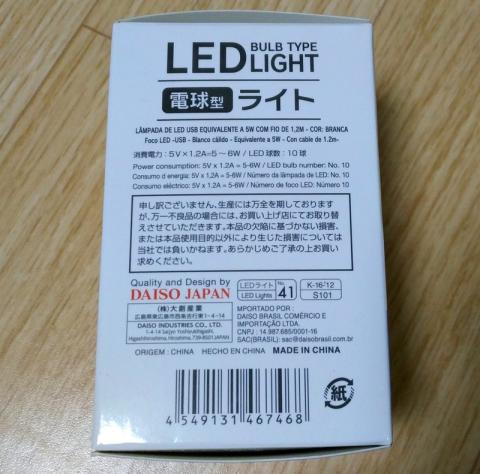 LED BULB TYPE LIGHT
電球型 ライト
LÂMPADA DE LED USB EQUIVALENTE A 5W COM FIO DE 1,2M - COR: BRANCA
Foco LED -USB - Blanco cálido - Equivalente a 5W - Con cable de 1.2m-
消費電力:5V×1.2A=5~6W/LED球数:10球
Power consumption: 5V x 1.2A = 5-6W / LED bulb number: No. 10
Consumo d energia: 5V x 1,2A = 5-6W / Número da lâmpada de LED: No. 10
Consumo eléctrico: 5V x 1.2A = 5-6W / Número de foco LED: Número 10
申し訳ございません、生産には万全を期しております
が、万一不良品の場合には、お買い上げ店にてお取り替
えさせていただきます。本品の欠陥に基づかない損害、
または本品使用目的以外により生じた損害については
当社では負いかねます。あらかじめご了承の上お買い
求めください。
Quality and Design by
DAISO JAPAN
LEDライト
LED Lights
No. 41
K-16・12
S101
(株)大創産業
広島県東広島市西条吉行東1-4-14
DAISO INDUSTRIES CO., LTD.
1-4-14 Saijyo Yoshiyukihigashi,
Higashihiroshima, Hiroshima, 739-8501JAPAN
IMPORTADO POR :
DAISO BRASIL COMÉRCIO E
IMPORTAÇÃO LTDA.
CNPJ : 14.987.685/0001-16
SAC(BRASIL): sac@daisobrasil.com.br
ORIGEM : CHINA HECHO EN CHINA MADE IN CHINA
4 549131 467468
紙